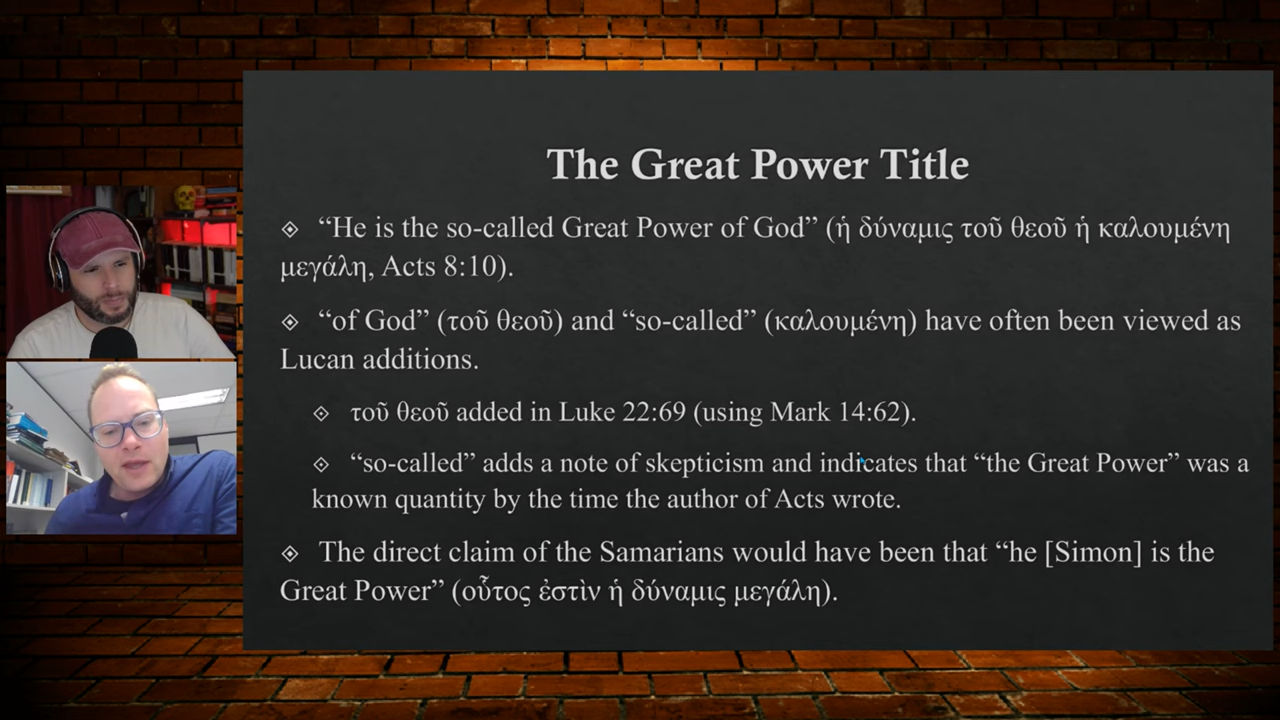 The Great Power Title
“He is the so-called Great Power of God” (ἡ δύναμις τοῦ θεοῦ ἡ καλουμένη
μεγάλη, Acts 8:10).
“of God” (τοῦ θεοῦ) and “so-called” (καλουμένη) have often been viewed as
Lucan additions.
τοῦ θεοῦ added in Luke 22:69 (using Mark 14:62).
“so-called” adds a note of skepticism and indicates that “the Great Power” was a
known quantity by the time the author of Acts wrote.
The direct claim of the Samarians would have been that “he [Simon] is the
Great Power” (οὗτος ἐστὶν ἡ δύναμις μεγάλη).